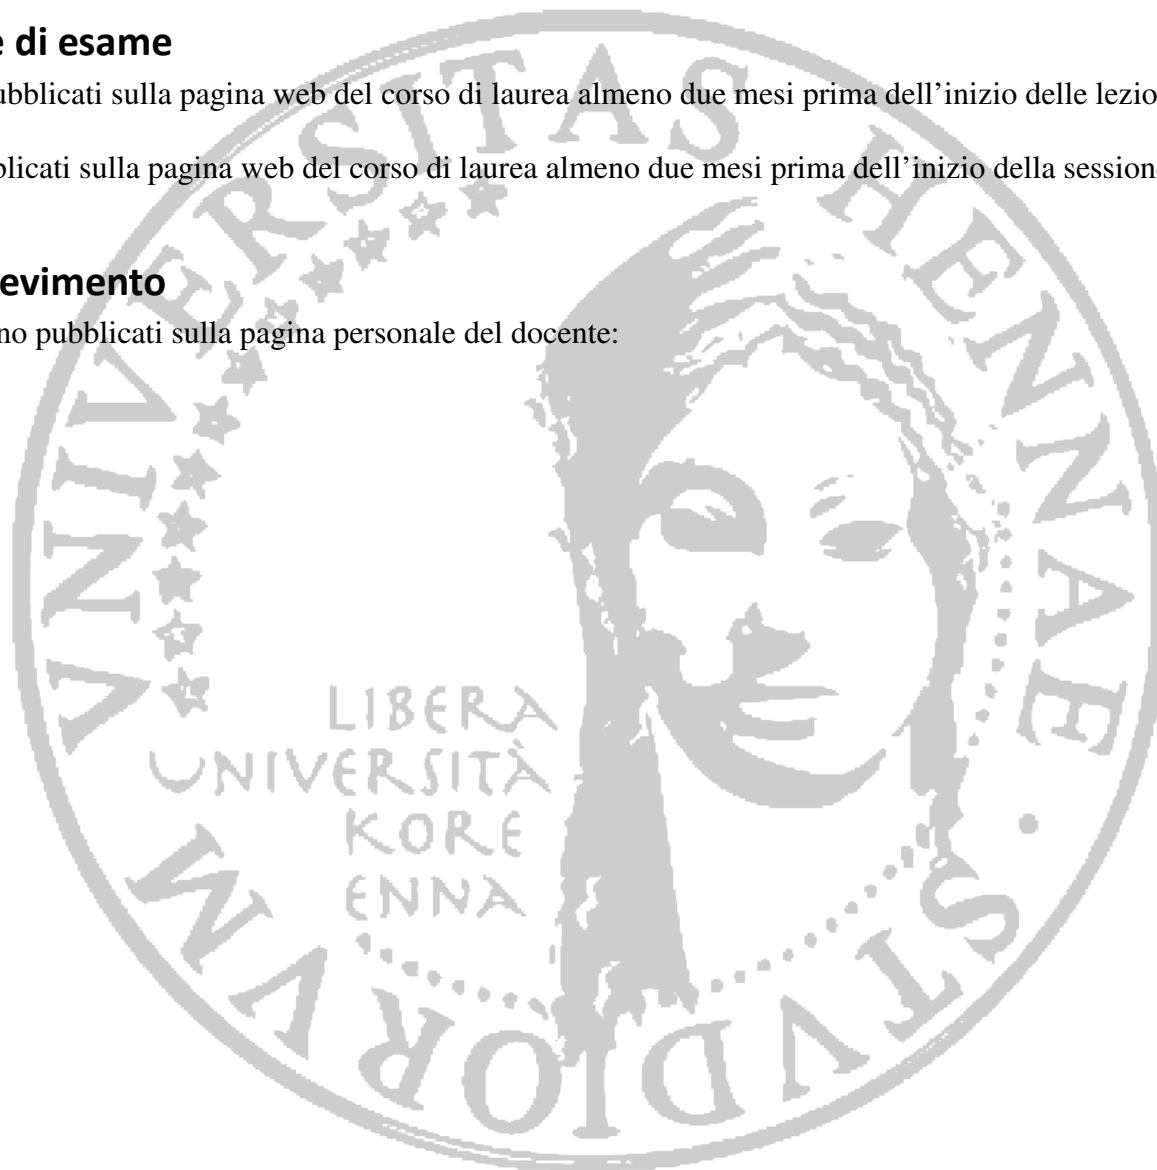 e di esame
ubblicati sulla pagina web del corso di laurea almeno due mesi prima dell’inizio delle lezio
blicati sulla pagina web del corso di laurea almeno due mesi prima dell’inizio della session
evimento
no pubblicati sulla pagina personale del docente:
VNIVERSITAS HENNAE · STVDIORVM
LIBERA
UNIVERSITÀ
KORE
ENNA